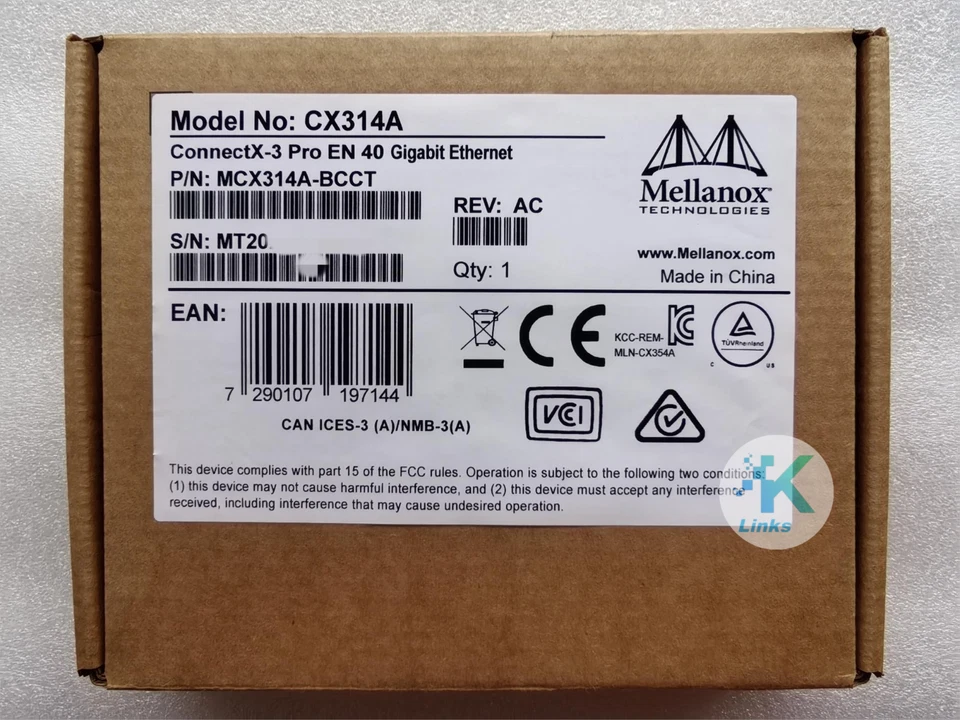 Model No: CX314A
ConnectX-3 Pro EN 40 Gigabit Ethernet
P/N: MCX314A-BCCT
REV: AC
S/N: MT20
Qty: 1
Mellanox
TECHNOLOGIES
www.Mellanox.com
Made in China
EAN:
7 290107 197144
CE
KCC-REM-
MLN-CX354A
KC
TÜVRheinland
C US
VCCI
CAN ICES-3 (A)/NMB-3(A)
This device complies with part 15 of the FCC rules. Operation is subject to the following two conditions:
(1) this device may not cause harmful interference, and (2) this device must accept any interference
received, including interference that may cause undesired operation.
K
Links